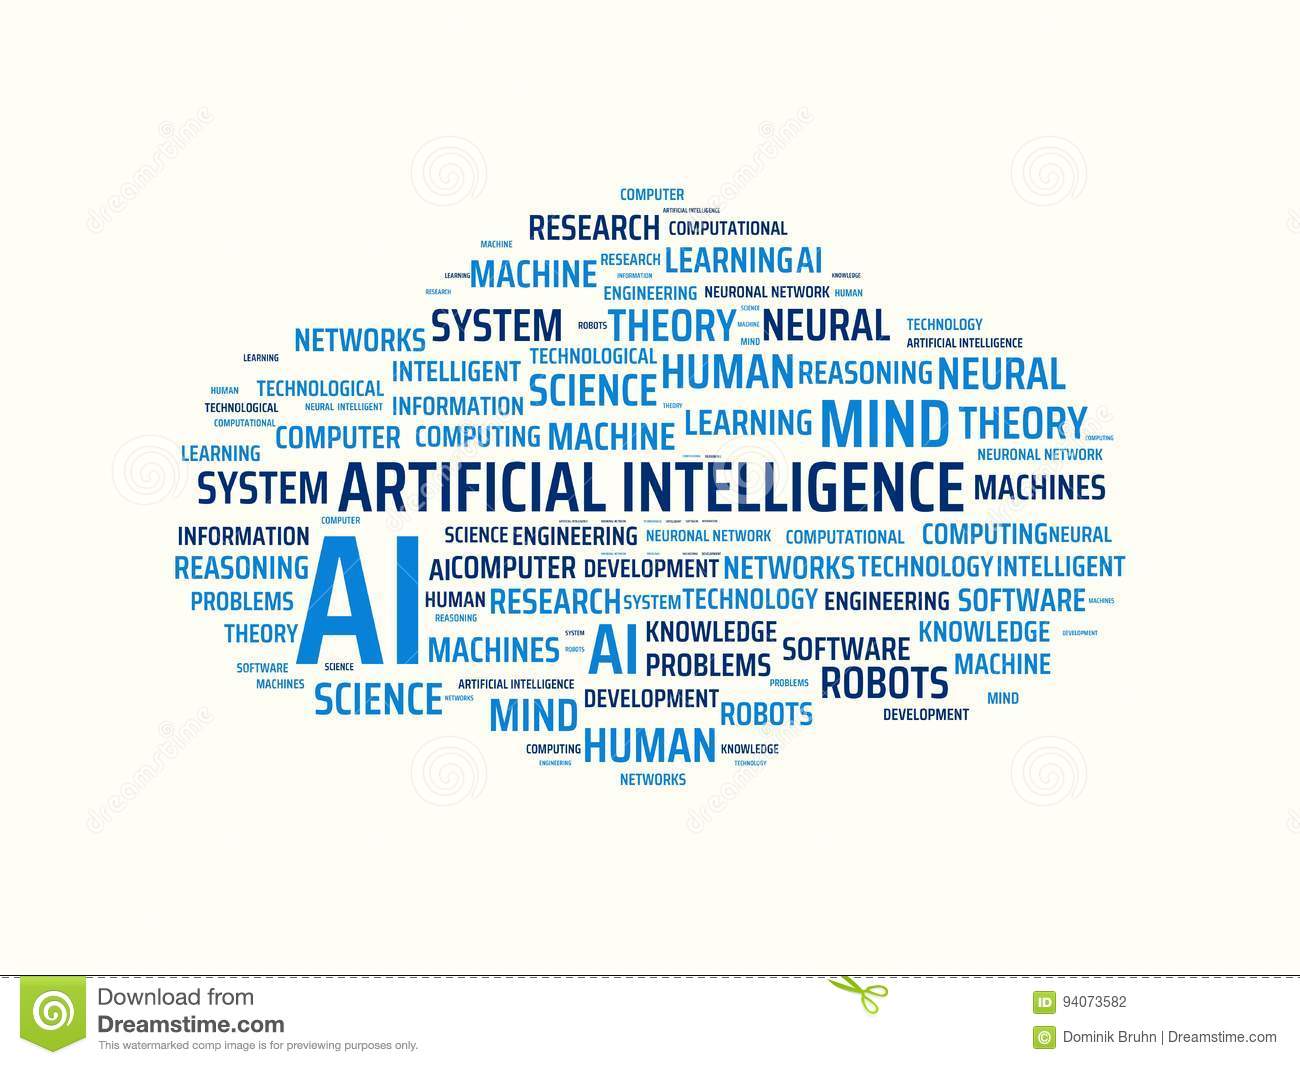 COMPUTER
ARTIFICIAL INTELLIGENCE
RESEARCH COMPUTATIONAL
MACHINE
RESEARCH LEARNING AI
LEARNING MACHINE INFORMATION KNOWLEDGE
RESEARCH ENGINEERING NEURONAL NETWORK HUMAN
SCIENCE
NETWORKS SYSTEM ROBOTS THEORY MACHINE NEURAL TECHNOLOGY
MIND ARTIFICIAL INTELLIGENCE
LEARNING TECHNOLOGICAL
INTELLIGENT HUMAN REASONING NEURAL
HUMAN TECHNOLOGICAL SCIENCE
TECHNOLOGICAL NEURAL INTELLIGENT INFORMATION THEORY
COMPUTATIONAL LEARNING MIND THEORY
COMPUTER COMPUTING MACHINE COMPUTING
LEARNING NEURONAL NETWORK
SYSTEM ARTIFICIAL INTELLIGENCE MACHINES
COMPUTER
INFORMATION SCIENCE ENGINEERING NEURONAL NETWORK COMPUTATIONAL COMPUTING NEURAL
REASONING AI AI COMPUTER DEVELOPMENT NETWORKS TECHNOLOGY INTELLIGENT
PROBLEMS HUMAN RESEARCH SYSTEM TECHNOLOGY ENGINEERING SOFTWARE MACHINES
REASONING
THEORY SYSTEM AI KNOWLEDGE KNOWLEDGE DEVELOPMENT
MACHINES ROBOTS SOFTWARE
SOFTWARE SCIENCE PROBLEMS MACHINE
MACHINES ARTIFICIAL INTELLIGENCE PROBLEMS ROBOTS
SCIENCE NETWORKS DEVELOPMENT MIND
MIND ROBOTS DEVELOPMENT
COMPUTING HUMAN KNOWLEDGE
ENGINEERING TECHNOLOGY
NETWORKS
dreamstime
Download from
Dreamstime.com
This watermarked comp image is for previewing purposes only.
ID 94073582
© Dominik Bruhn | Dreamstime.com